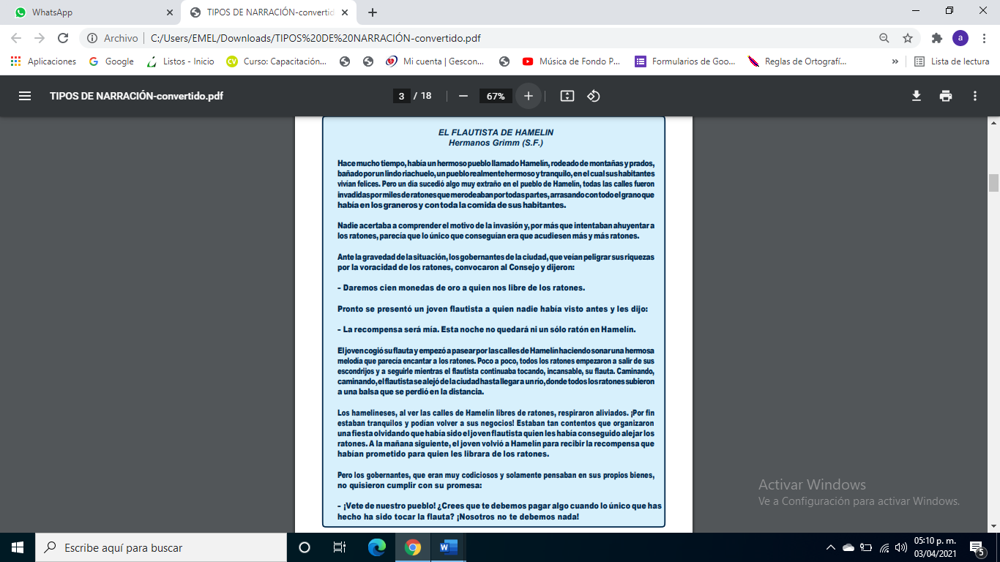 WhatsApp
TIPOS DE NARRACIÓN-convertid
Archivo
C:/Users/EMEL/Downloads/TIPOS%20DE%20NARRACIÓN-convertido.pdf
a
Aplicaciones
Google
Listos - Inicio
CV
Curso: Capacitación...
Mi cuenta | Gescon...
Música de Fondo P...
Formularios de Goo...
Reglas de Ortografí...
»
Lista de lectura
TIPOS DE NARRACIÓN-convertido.pdf
3 / 18
67%
EL FLAUTISTA DE HAMELIN
Hermanos Grimm (S.F.)
Hace mucho tiempo, había un hermoso pueblo llamado Hamelín, rodeado de montañas y prados,
bañado por un lindo riachuelo, un pueblo realmente hermoso y tranquilo, en el cual sus habitantes
vivían felices. Pero un día sucedió algo muy extraño en el pueblo de Hamelín, todas las calles fueron
invadidas por miles de ratones que merodeaban por todas partes, arrasando con todo el grano que
había en los graneros y con toda la comida de sus habitantes.
Nadie acertaba a comprender el motivo de la invasión y, por más que intentaban ahuyentar a
los ratones, parecía que lo único que conseguían era que acudiesen más y más ratones.
Ante la gravedad de la situación, los gobernantes de la ciudad, que veían peligrar sus riquezas
por la voracidad de los ratones, convocaron al Consejo y dijeron:
- Daremos cien monedas de oro a quien nos libre de los ratones.
Pronto se presentó un joven flautista a quien nadie había visto antes y les dijo:
- La recompensa será mía. Esta noche no quedará ni un sólo ratón en Hamelín.
El joven cogió su flauta y empezó a pasear por las calles de Hamelín haciendo sonar una hermosa
melodía que parecía encantar a los ratones. Poco a poco, todos los ratones empezaron a salir de sus
escondrijos y a seguirle mientras el flautista continuaba tocando, incansable, su flauta. Caminando,
caminando, el flautista se alejó de la ciudad hasta llegar a un río, donde todos los ratones subieron
a una balsa que se perdió en la distancia.
Los hamelineses, al ver las calles de Hamelín libres de ratones, respiraron aliviados. ¡Por fin
estaban tranquilos y podían volver a sus negocios! Estaban tan contentos que organizaron
una fiesta olvidando que había sido el joven flautista quien les había conseguido alejar los
ratones. A la mañana siguiente, el joven volvió a Hamelín para recibir la recompensa que
habían prometido para quien les librara de los ratones.
Pero los gobernantes, que eran muy codiciosos y solamente pensaban en sus propios bienes,
no quisieron cumplir con su promesa:
- ¡Vete de nuestro pueblo! ¿Crees que te debemos pagar algo cuando lo único que has
hecho ha sido tocar la flauta? ¡Nosotros no te debemos nada!
Activar Windows
Ve a Configuración para activar Windows.
Escribe aquí para buscar
05:10 p. m.
03/04/2021
5